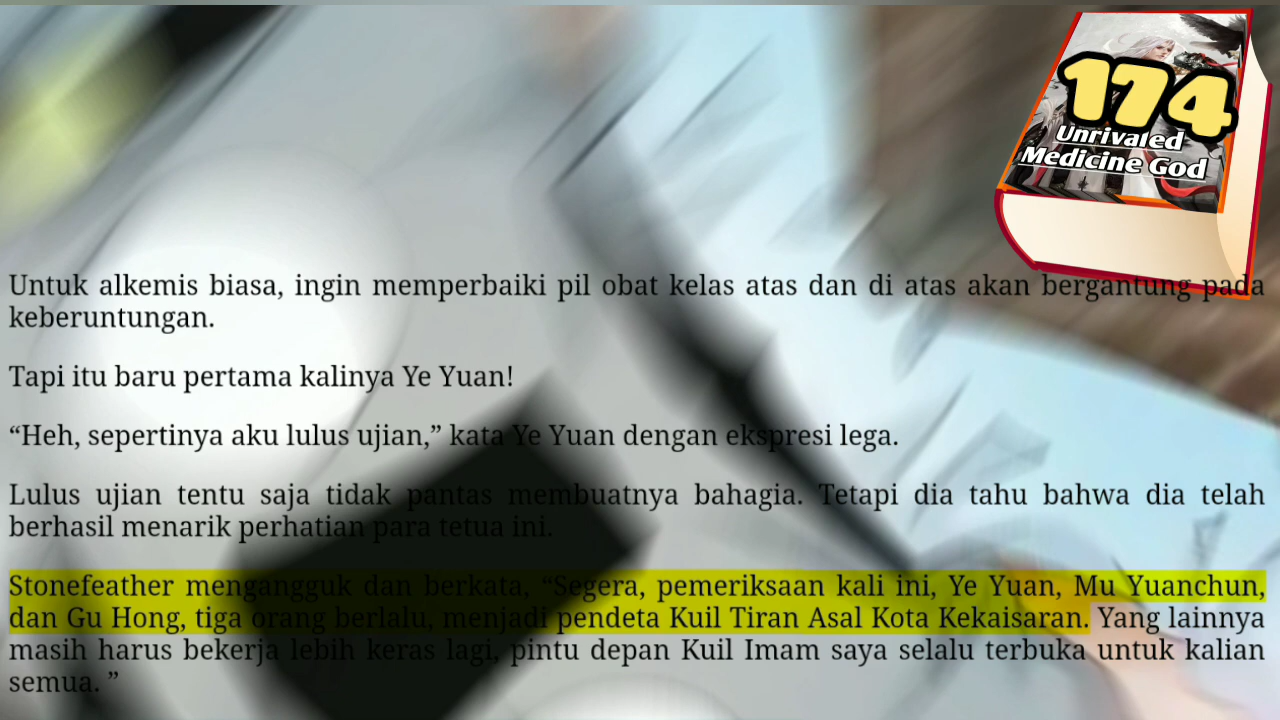 174
Unrivaled
Medicine God
Untuk alkemis biasa, ingin memperbaiki pil obat kelas atas dan di atas akan bergantung pada
keberuntungan.
Tapi itu baru pertama kalinya Ye Yuan!
“Heh, sepertinya aku lulus ujian,” kata Ye Yuan dengan ekspresi lega.
Lulus ujian tentu saja tidak pantas membuatnya bahagia. Tetapi dia tahu bahwa dia telah
berhasil menarik perhatian para tetua ini.
Stonefeather mengangguk dan berkata, “Segera, pemeriksaan kali ini, Ye Yuan, Mu Yuanchun,
dan Gu Hong, tiga orang berlalu, menjadi pendeta Kuil Tiran Asal Kota Kekaisaran. Yang lainnya
masih harus bekerja lebih keras lagi, pintu depan Kuil Imam saya selalu terbuka untuk kalian
semua. ”